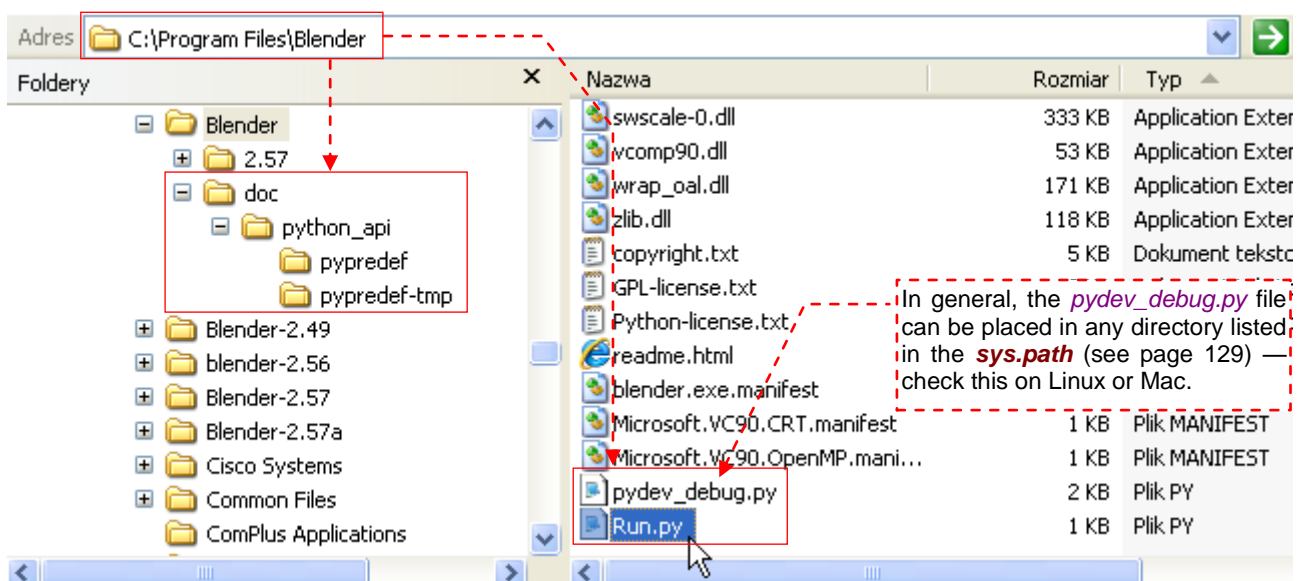 Adres C:\Program Files\Blender
Foldery
Blender
2.57
doc
python_api
pypredef
pypredef-tmp
Blender-2.49
blender-2.56
Blender-2.57
Blender-2.57a
Cisco Systems
Common Files
ComPlus Applications
Nazwa Rozmiar Typ
swscale-0.dll 333 KB Application Exter
vcomp90.dll 53 KB Application Exter
wrap_oal.dll 171 KB Application Exter
zlib.dll 118 KB Application Exter
copyright.txt 5 KB Dokument teksto
GPL-license.txt
Python-license.txt
readme.html
blender.exe.manifest
Microsoft.VC90.CRT.manifest 1 KB Plik MANIFEST
Microsoft.VC90.OpenMP.mani... 1 KB Plik MANIFEST
pydev_debug.py 2 KB Plik PY
Run.py 1 KB Plik PY
In general, the pydev_debug.py file
can be placed in any directory listed
in the sys.path (see page 129) —
check this on Linux or Mac.